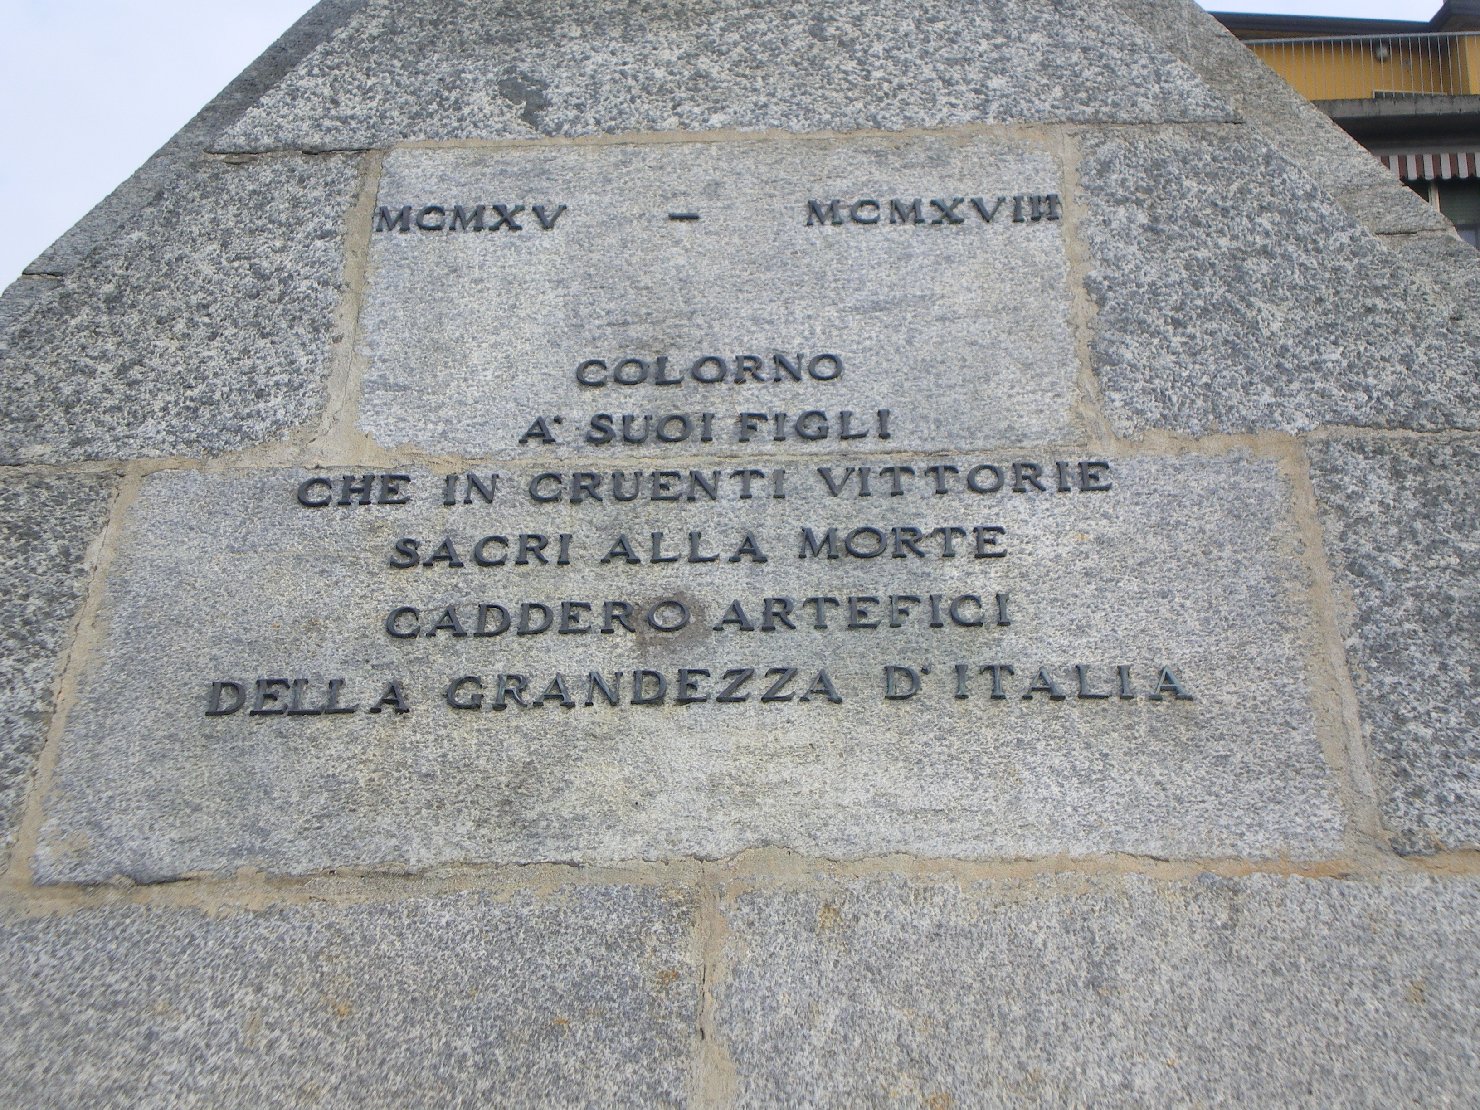 MCMXV – MCMXVIII
COLORNO
A' SUOI FIGLI
CHE IN CRUENTI VITTORIE
SACRI ALLA MORTE
CADDERO ARTEFICI
DELLA GRANDEZZA D'ITALIA